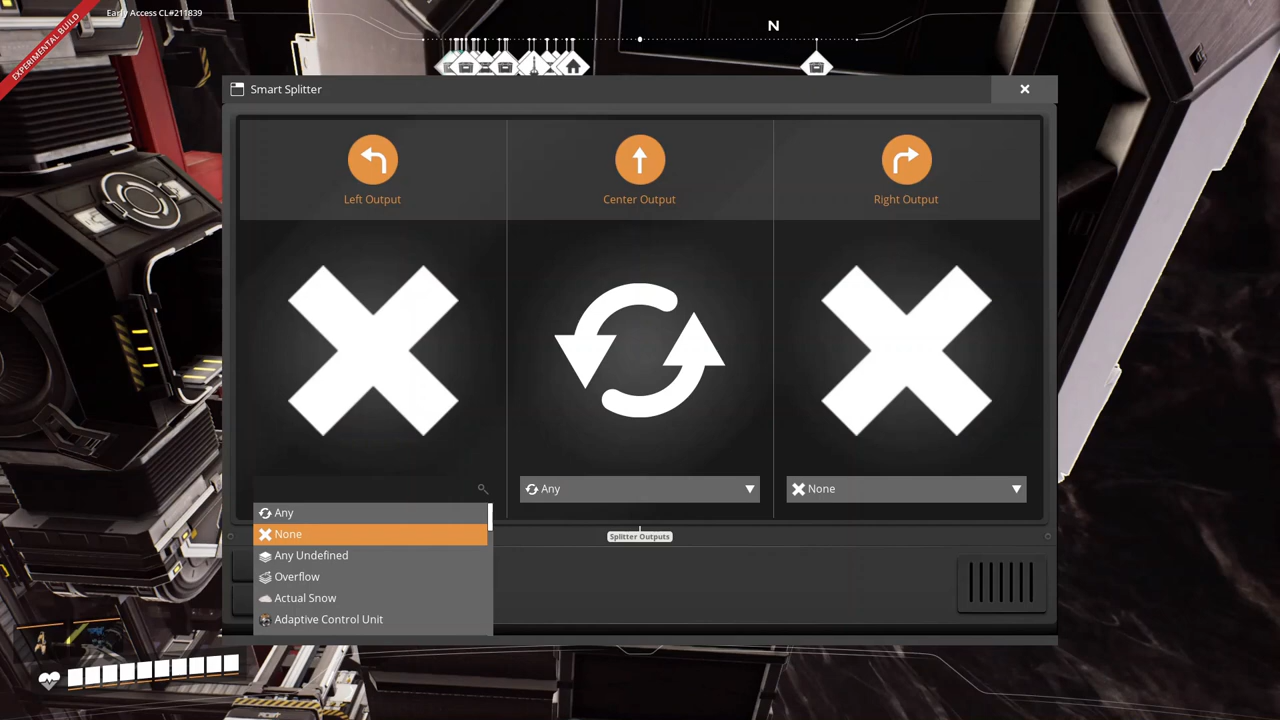 Early Access CL#211839
EXPERIMENTAL BUILD
N
Smart Splitter
Left Output
Center Output
Right Output
Any
None
Any
None
Any Undefined
Overflow
Actual Snow
Adaptive Control Unit
Splitter Outputs